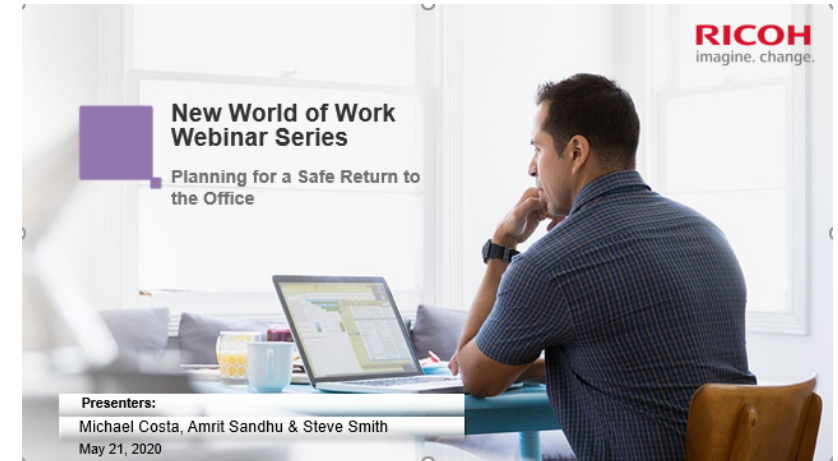 RICOH
imagine. change.
New World of Work
Webinar Series
Planning for a Safe Return to
the Office
Presenters:
Michael Costa, Amrit Sandhu & Steve Smith
May 21, 2020